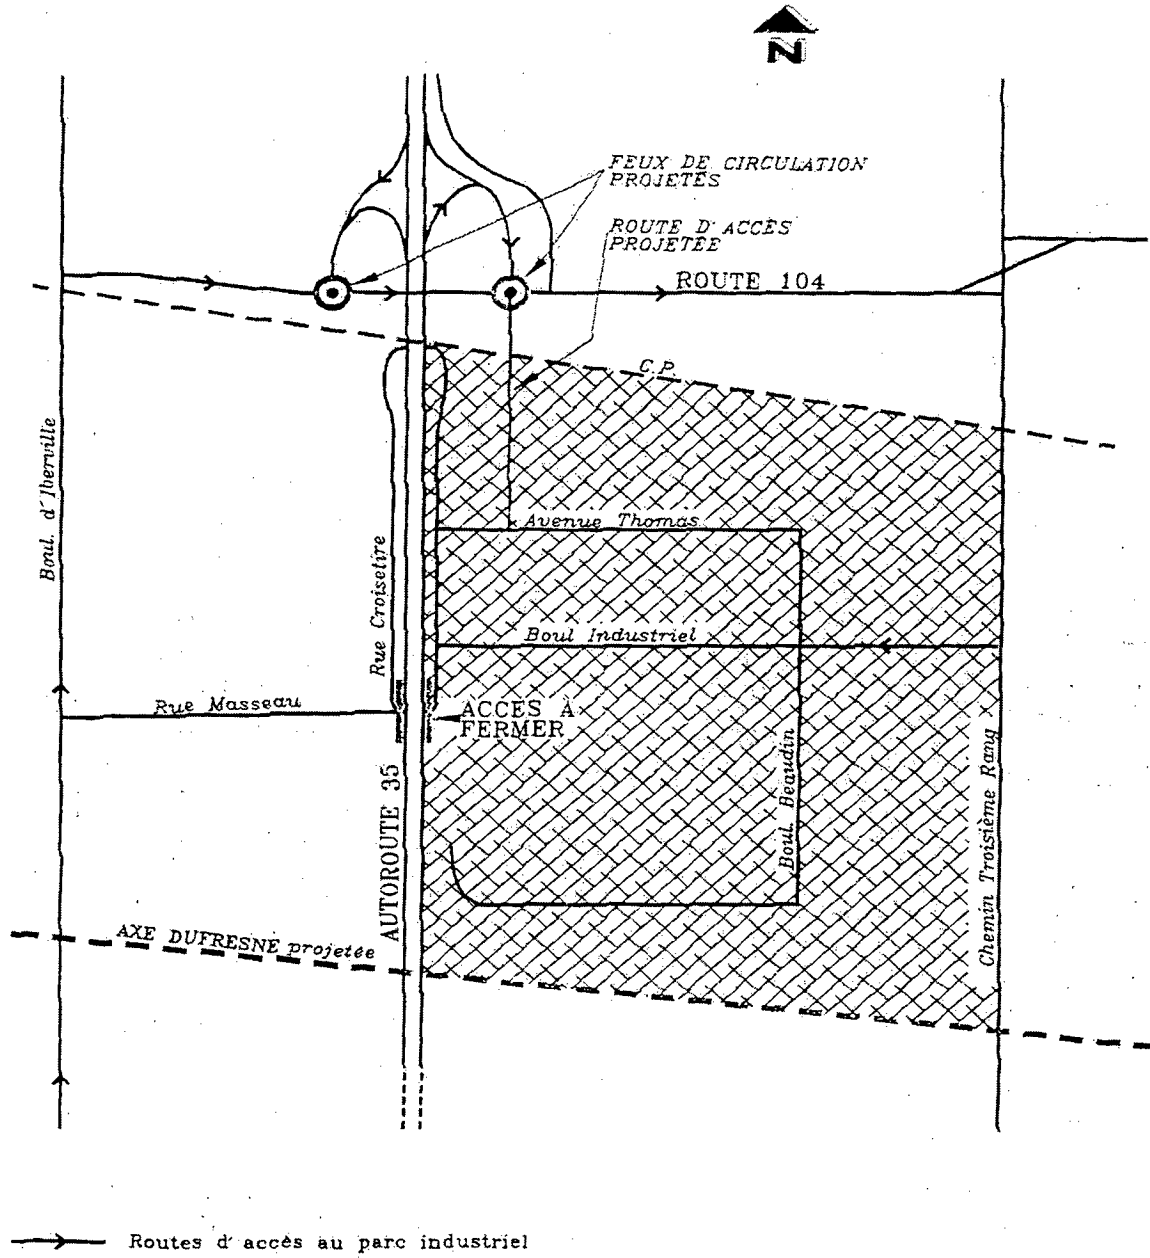 N
FEUX DE CIRCULATION
PROJETÉS
ROUTE D'ACCÈS
PROJETÉE
ROUTE 104
C.P.
Boul. d'Iberville
Avenue Thomas
Rue Croisetire
Boul Industriel
Rue Masseau
ACCÈS À
FERMER
AUTOROUTE 35
Boul. Beaudin
Chemin Troisième Rang
AXE DUFRESNE projetée
Routes d'accès au parc industriel